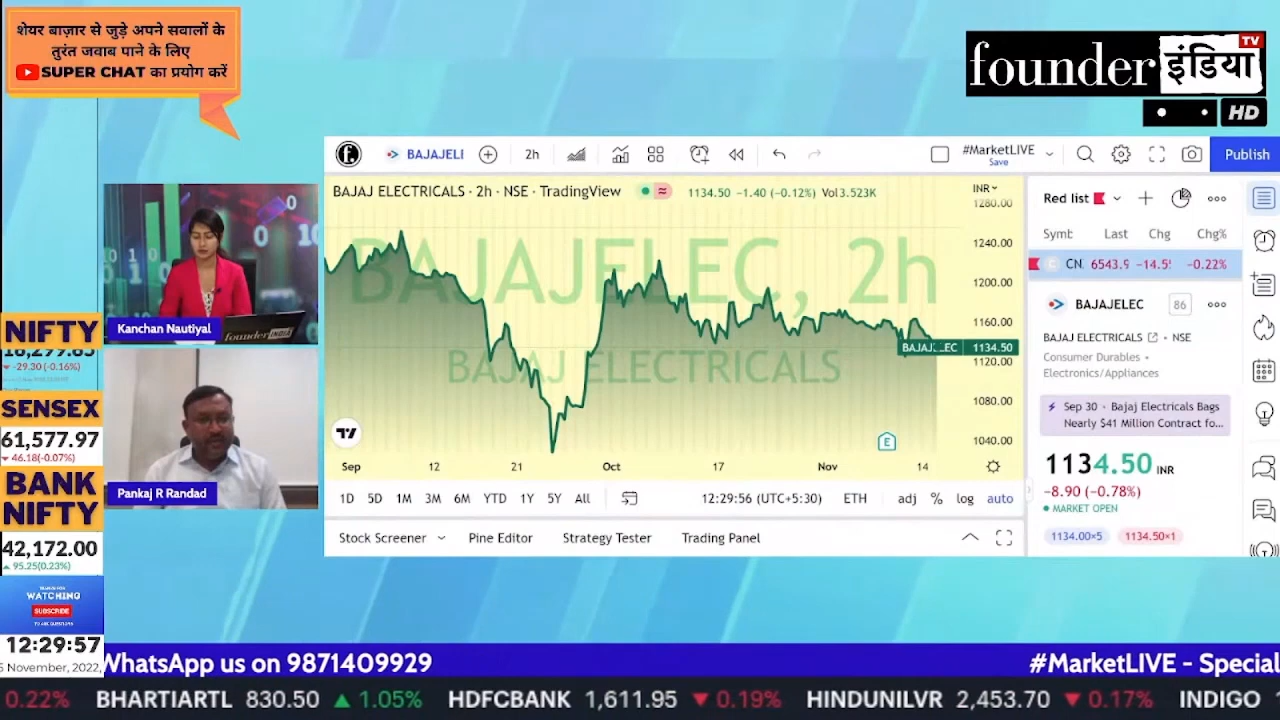 शेयर बाज़ार से जुड़े अपने सवालों के
तुरंत जवाब पाने के लिए
SUPER CHAT का प्रयोग करें
founder इंडिया TV
HD
BAJAJELI
2h
#MarketLIVE
Save
Publish
BAJAJ ELECTRICALS · 2h · NSE · TradingView
1134.50 −1.40 (−0.12%) Vol3.523K
INR
1280.00
1240.00
1200.00
1160.00
1120.00
1080.00
1040.00
BAJAJELEC, 2h
BAJAJ ELECTRICALS
BAJAJELEC 1134.50
E
Sep 12 21 Oct 17 Nov 14
1D 5D 1M 3M 6M YTD 1Y 5Y All
12:29:56 (UTC+5:30) ETH adj % log auto
Stock Screener Pine Editor Strategy Tester Trading Panel
Red list
Symb Last Chg Chg%
CN 6543.9 −14.5 −0.22%
BAJAJELEC 86
BAJAJ ELECTRICALS • NSE
Consumer Durables •
Electronics/Appliances
Sep 30 · Bajaj Electricals Bags
Nearly $41 Million Contract fo...
1134.50 INR
−8.90 (−0.78%)
MARKET OPEN
1134.00×5 1134.50×1
Kanchan Nautiyal
founder इंडिया
Pankaj R Randad
NIFTY
-29.30 (-0.16%)
SENSEX
61,577.97
46.18(-0.07%)
BANK
NIFTY
42,172.00
95.25(0.23%)
WATCHING
SUBSCRIBE
TO ASK QUESTIONS
12:29:57
5 November, 2022,
WhatsApp us on 9871409929
#MarketLIVE - Special
0.22% BHARTIARTL 830.50 ▲ 1.05% HDFCBANK 1,611.95 ▼ 0.19% HINDUNILVR 2,453.70 ▼ 0.17% INDIGO